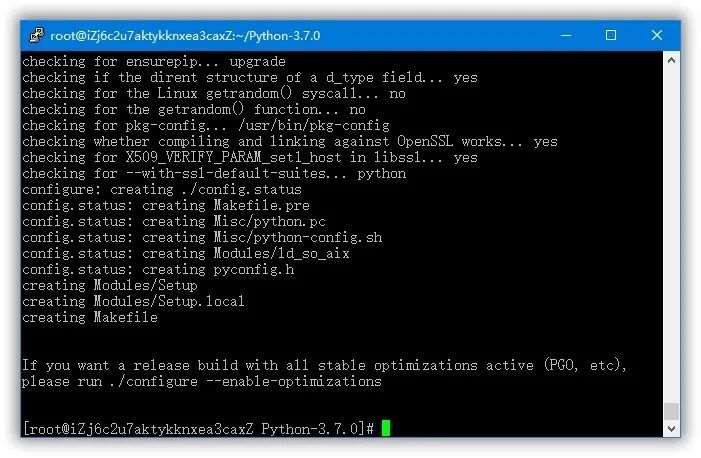 root@iZj6c2u7aktykknxea3caxZ:~/Python-3.7.0
checking for ensurepip... upgrade
checking if the dirent structure of a d_type field... yes
checking for the Linux getrandom() syscall... no
checking for the getrandom() function... no
checking for pkg-config... /usr/bin/pkg-config
checking whether compiling and linking against OpenSSL works... yes
checking for X509_VERIFY_PARAM_set1_host in libssl... yes
checking for --with-ssl-default-suites... python
configure: creating ./config.status
config.status: creating Makefile.pre
config.status: creating Misc/python.pc
config.status: creating Misc/python-config.sh
config.status: creating Modules/ld_so_aix
config.status: creating pyconfig.h
creating Modules/Setup
creating Modules/Setup.local
creating Makefile
If you want a release build with all stable optimizations active (PGO, etc),
please run ./configure --enable-optimizations
[root@iZj6c2u7aktykknxea3caxZ Python-3.7.0]#